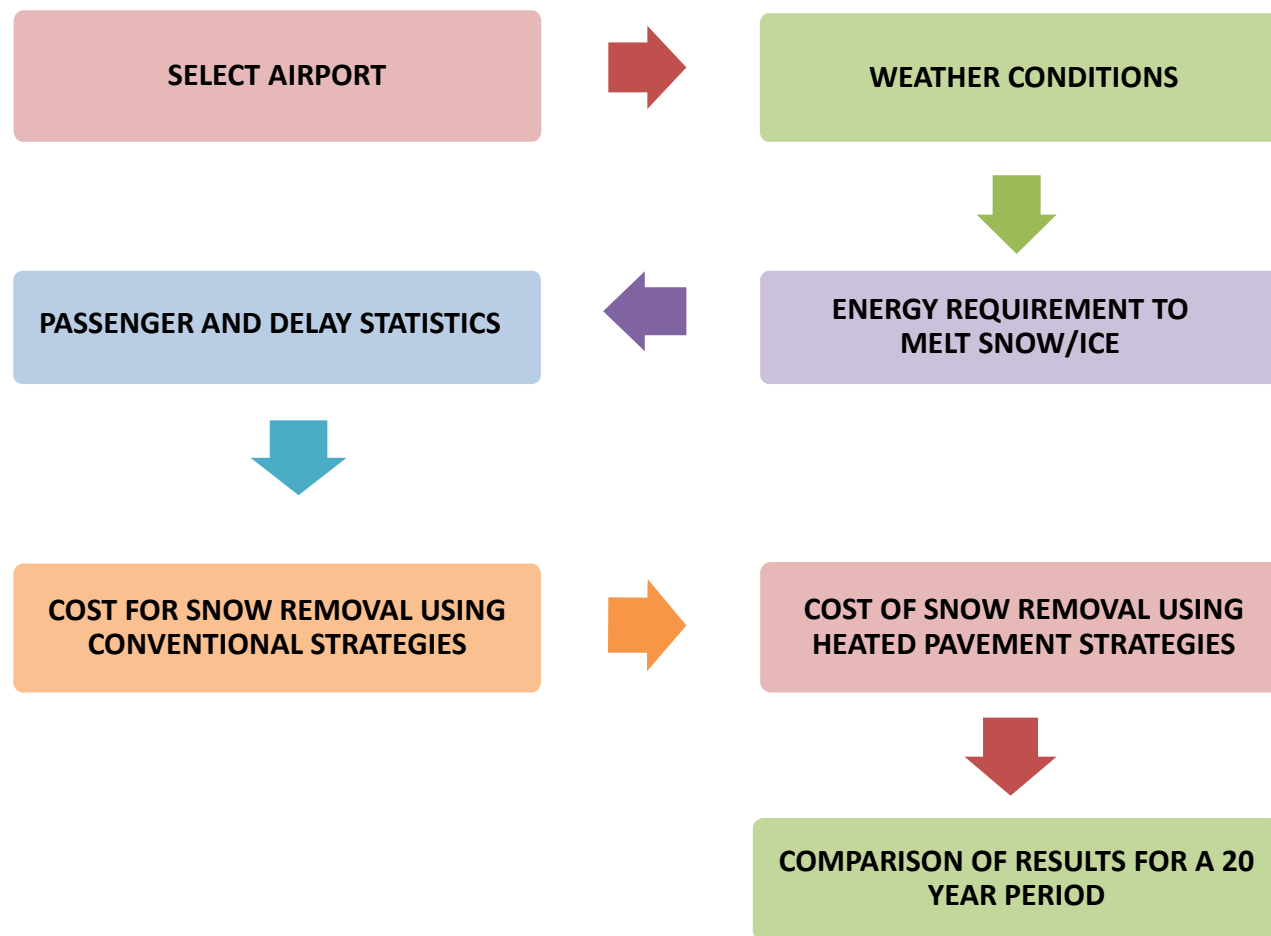 SELECT AIRPORT
WEATHER CONDITIONS
PASSENGER AND DELAY STATISTICS
ENERGY REQUIREMENT TO
MELT SNOW/ICE
COST FOR SNOW REMOVAL USING
CONVENTIONAL STRATEGIES
COST OF SNOW REMOVAL USING
HEATED PAVEMENT STRATEGIES
COMPARISON OF RESULTS FOR A 20
YEAR PERIOD